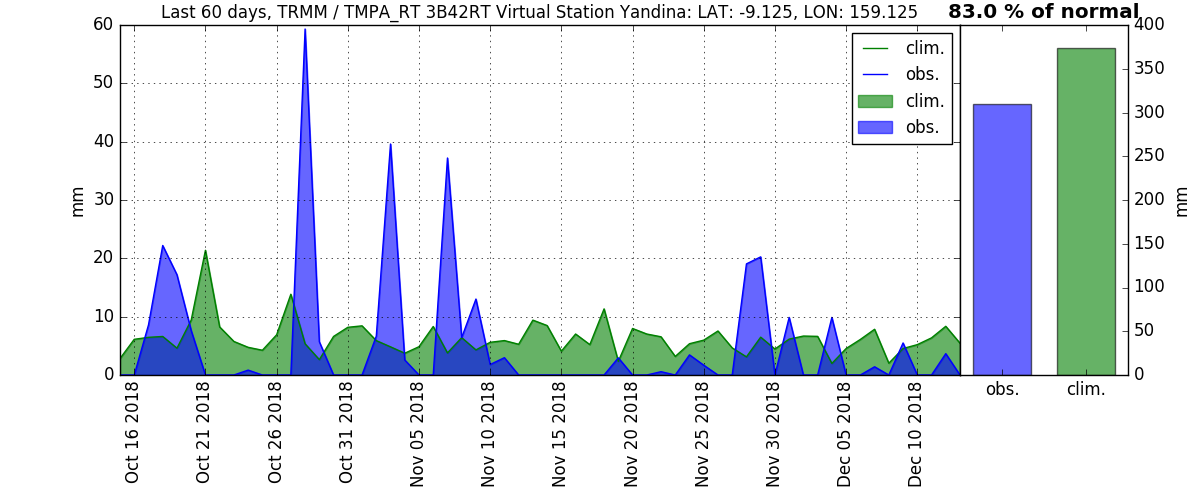 Last 60 days, TRMM / TMPA_RT 3B42RT Virtual Station Yandina: LAT: -9.125, LON: 159.125
83.0 % of normal
60
50
40
30
20
10
0
mm
clim.
obs.
clim.
obs.
Oct 16 2018
Oct 21 2018
Oct 26 2018
Oct 31 2018
Nov 05 2018
Nov 10 2018
Nov 15 2018
Nov 20 2018
Nov 25 2018
Nov 30 2018
Dec 05 2018
Dec 10 2018
400
350
300
250
200
150
100
50
0
mm
obs.
clim.